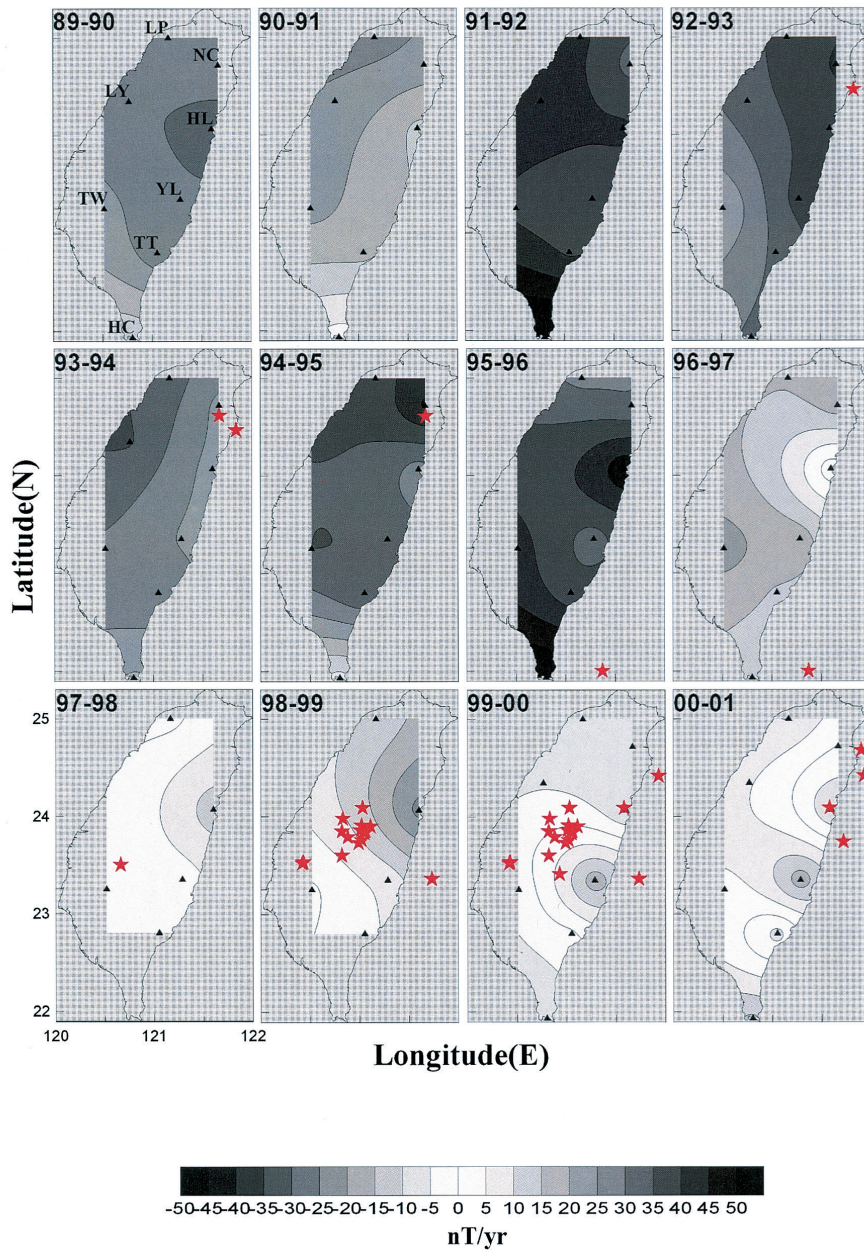 89-90
90-91
91-92
92-93
LP
NC
LY
HL
YL
TW
TT
HC
93-94
94-95
95-96
96-97
Latitude(N)
97-98
98-99
99-00
00-01
25
24
23
22
120
121
122
Longitude(E)
-50-45-40-35-30-25-20-15-10 -5 0 5 10 15 20 25 30 35 40 45 50
nT/yr